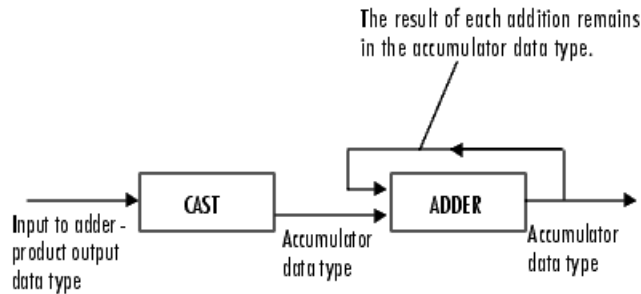 The result of each addition remains
in the accumulator data type.
CAST
ADDER
Input to adder -
product output
data type
Accumulator
data type
Accumulator
data type